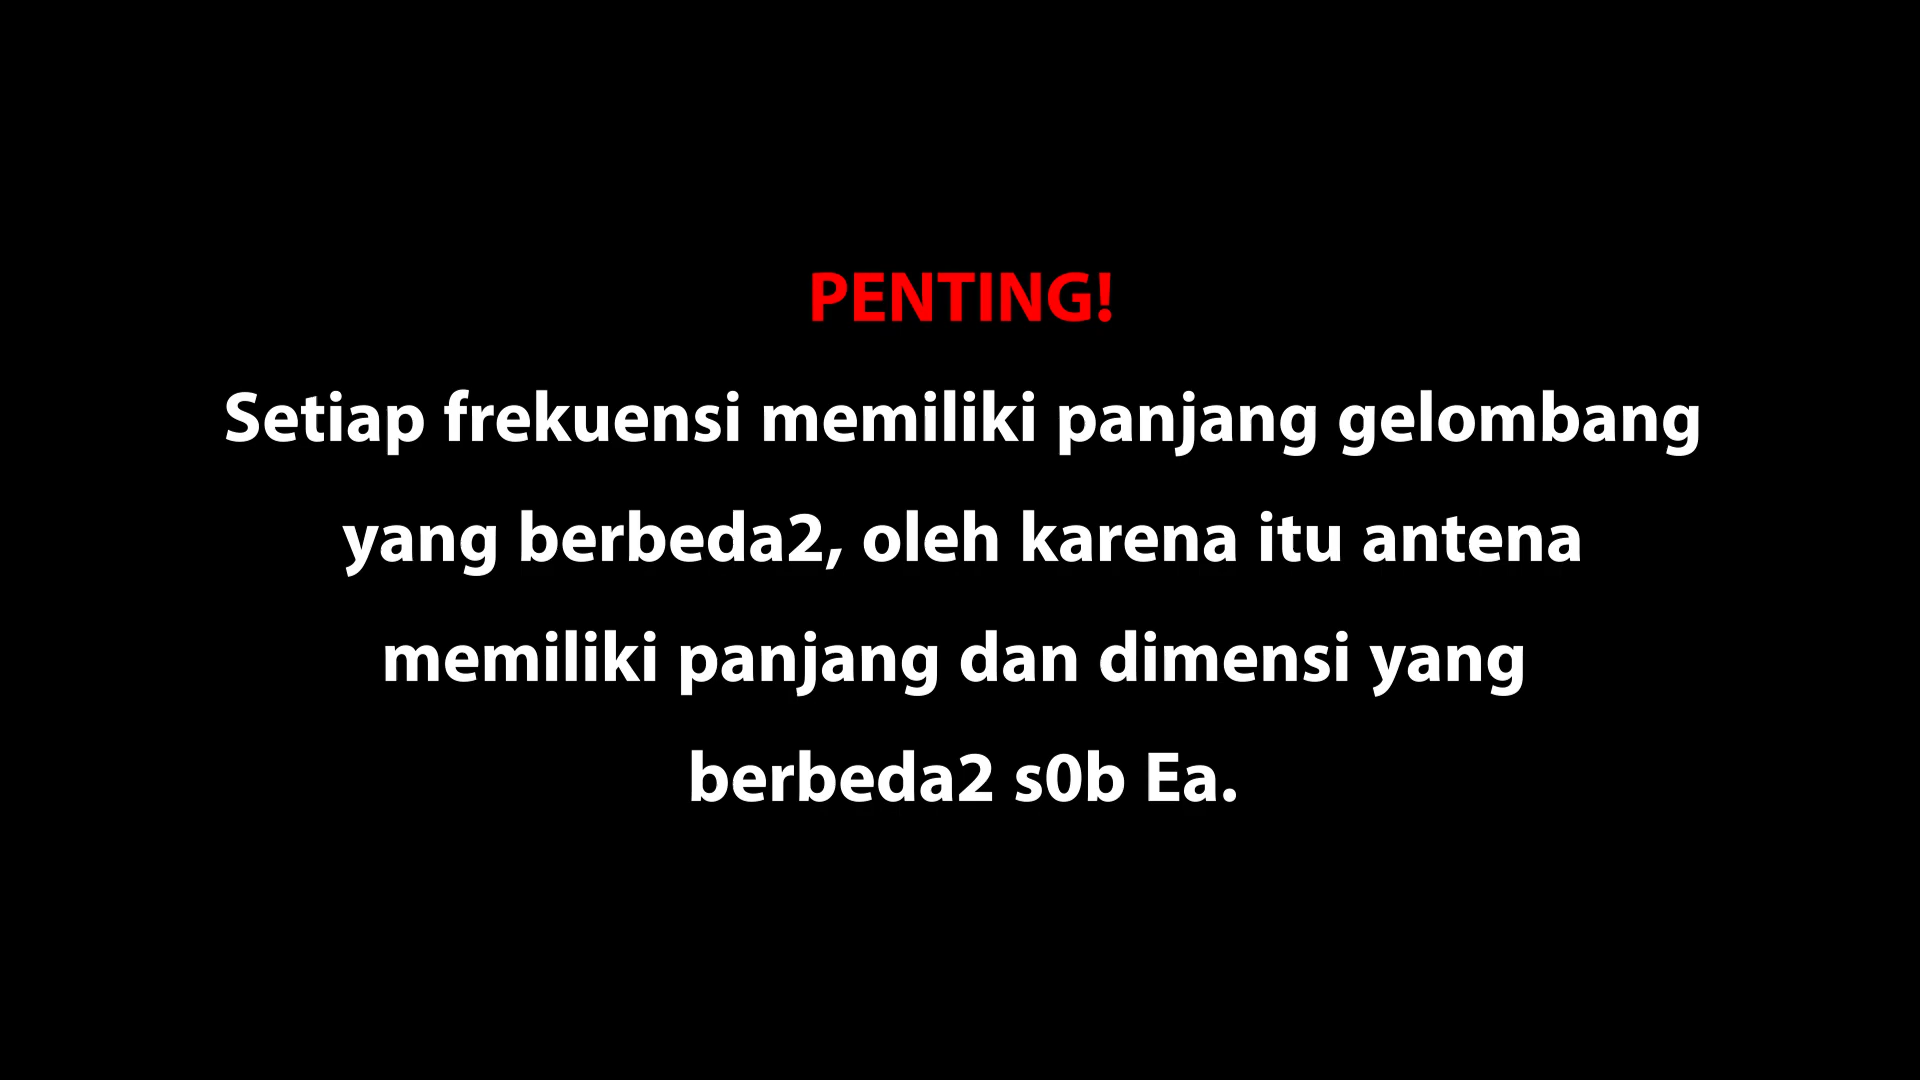 PENTING!
Setiap frekuensi memiliki panjang gelombang
yang berbeda2, oleh karena itu antena
memiliki panjang dan dimensi yang
berbeda2 s0b Ea.